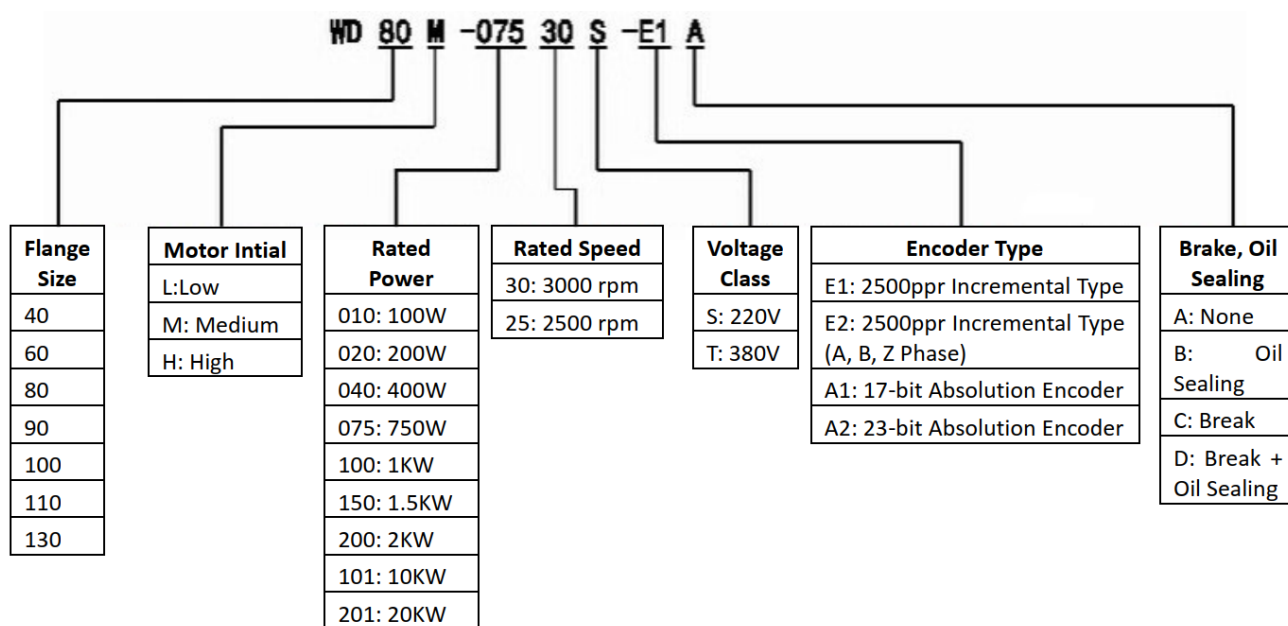 WD 80 M -075 30 S -E1 A
Flange
Size
40
60
80
90
100
110
130
Motor Intial
L:Low
M: Medium
H: High
Rated
Power
010: 100W
020: 200W
040: 400W
075: 750W
100: 1KW
150: 1.5KW
200: 2KW
101: 10KW
201: 20KW
Rated Speed
30: 3000 rpm
25: 2500 rpm
Voltage
Class
S: 220V
T: 380V
Encoder Type
E1: 2500ppr Incremental Type
E2: 2500ppr Incremental Type
(A, B, Z Phase)
A1: 17-bit Absolution Encoder
A2: 23-bit Absolution Encoder
Brake, Oil
Sealing
A: None
B: Oil
Sealing
C: Break
D: Break +
Oil Sealing